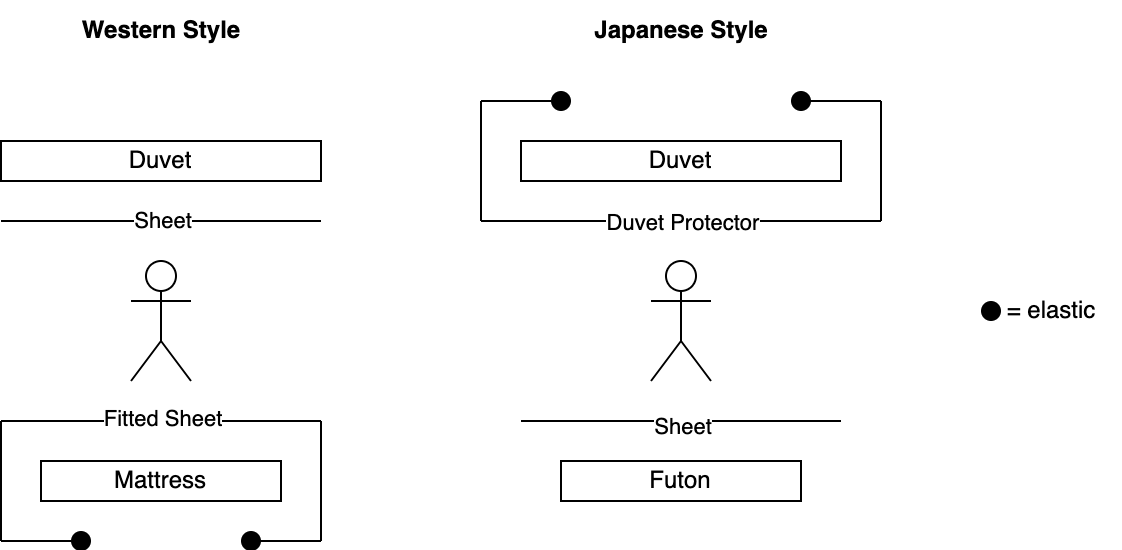 Western Style
Japanese Style
Duvet
Duvet
Sheet
Duvet Protector
= elastic
Fitted Sheet
Sheet
Mattress
Futon